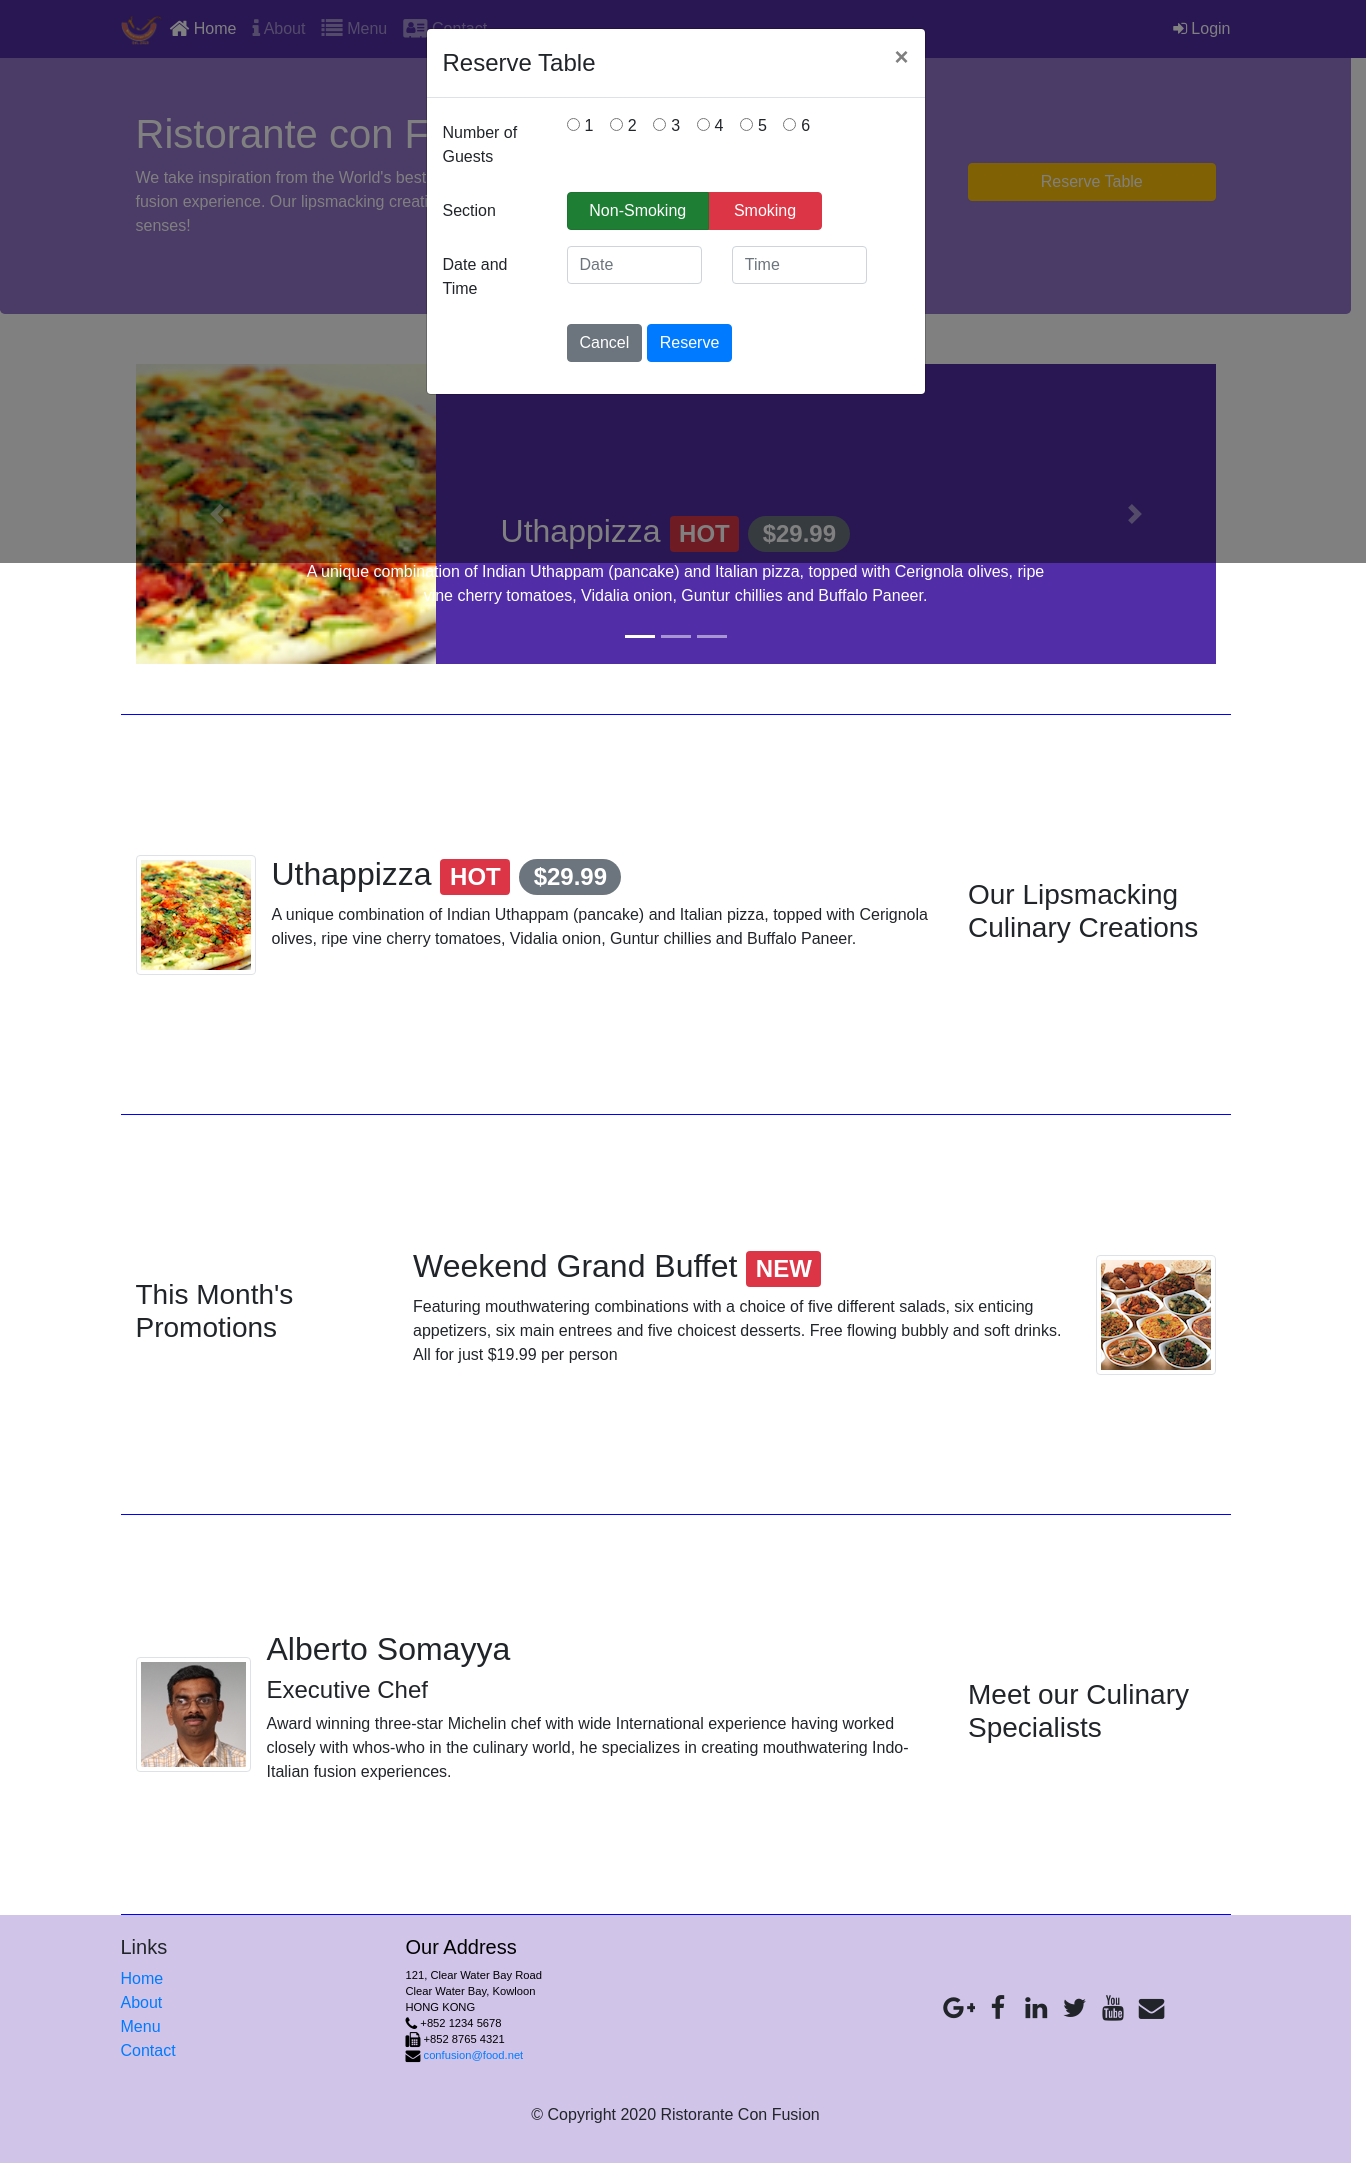 Home About Menu Contact Login
Reserve Table ×
Number of Guests
1 2 3 4 5 6
Section Non-Smoking Smoking
Date and Time
Date Time
Cancel Reserve
Ristorante con F
We take inspiration from the World's best
fusion experience. Our lipsmacking creati
senses!
Reserve Table
Uthappizza HOT $29.99
A unique combination of Indian Uthappam (pancake) and Italian pizza, topped with Cerignola olives, ripe
vine cherry tomatoes, Vidalia onion, Guntur chillies and Buffalo Paneer.
Uthappizza HOT $29.99
A unique combination of Indian Uthappam (pancake) and Italian pizza, topped with Cerignola
olives, ripe vine cherry tomatoes, Vidalia onion, Guntur chillies and Buffalo Paneer.
Our Lipsmacking
Culinary Creations
This Month's
Promotions
Weekend Grand Buffet NEW
Featuring mouthwatering combinations with a choice of five different salads, six enticing
appetizers, six main entrees and five choicest desserts. Free flowing bubbly and soft drinks.
All for just $19.99 per person
Alberto Somayya
Executive Chef
Award winning three-star Michelin chef with wide International experience having worked
closely with whos-who in the culinary world, he specializes in creating mouthwatering Indo-
Italian fusion experiences.
Meet our Culinary
Specialists
Links
Home
About
Menu
Contact
Our Address
121, Clear Water Bay Road
Clear Water Bay, Kowloon
HONG KONG
+852 1234 5678
+852 8765 4321
confusion@food.net
© Copyright 2020 Ristorante Con Fusion